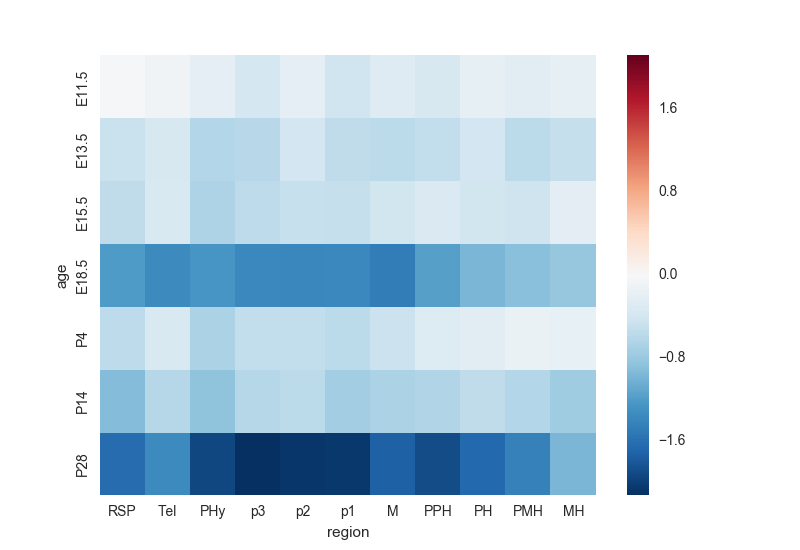 age
E11.5
E13.5
E15.5
E18.5
P4
P14
P28
RSP Tel PHy p3 p2 p1 M PPH PH PMH MH
region
1.6
0.8
0.0
−0.8
−1.6